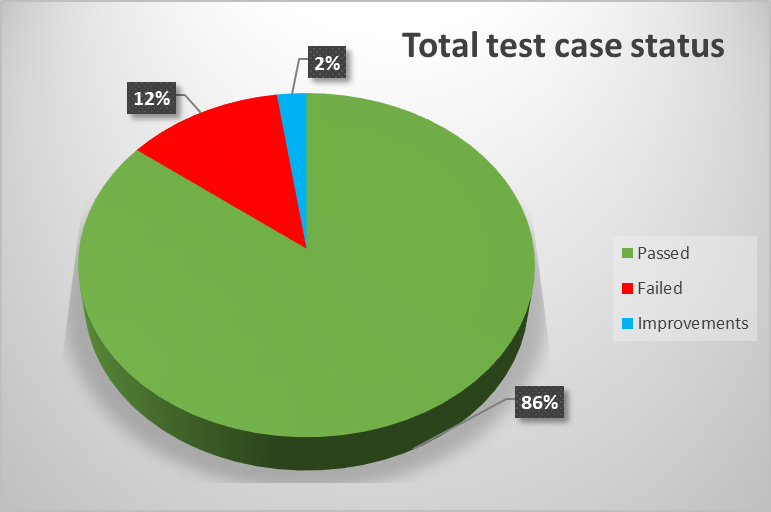 Total test case status
2%
12%
Passed
Failed
Improvements
86%